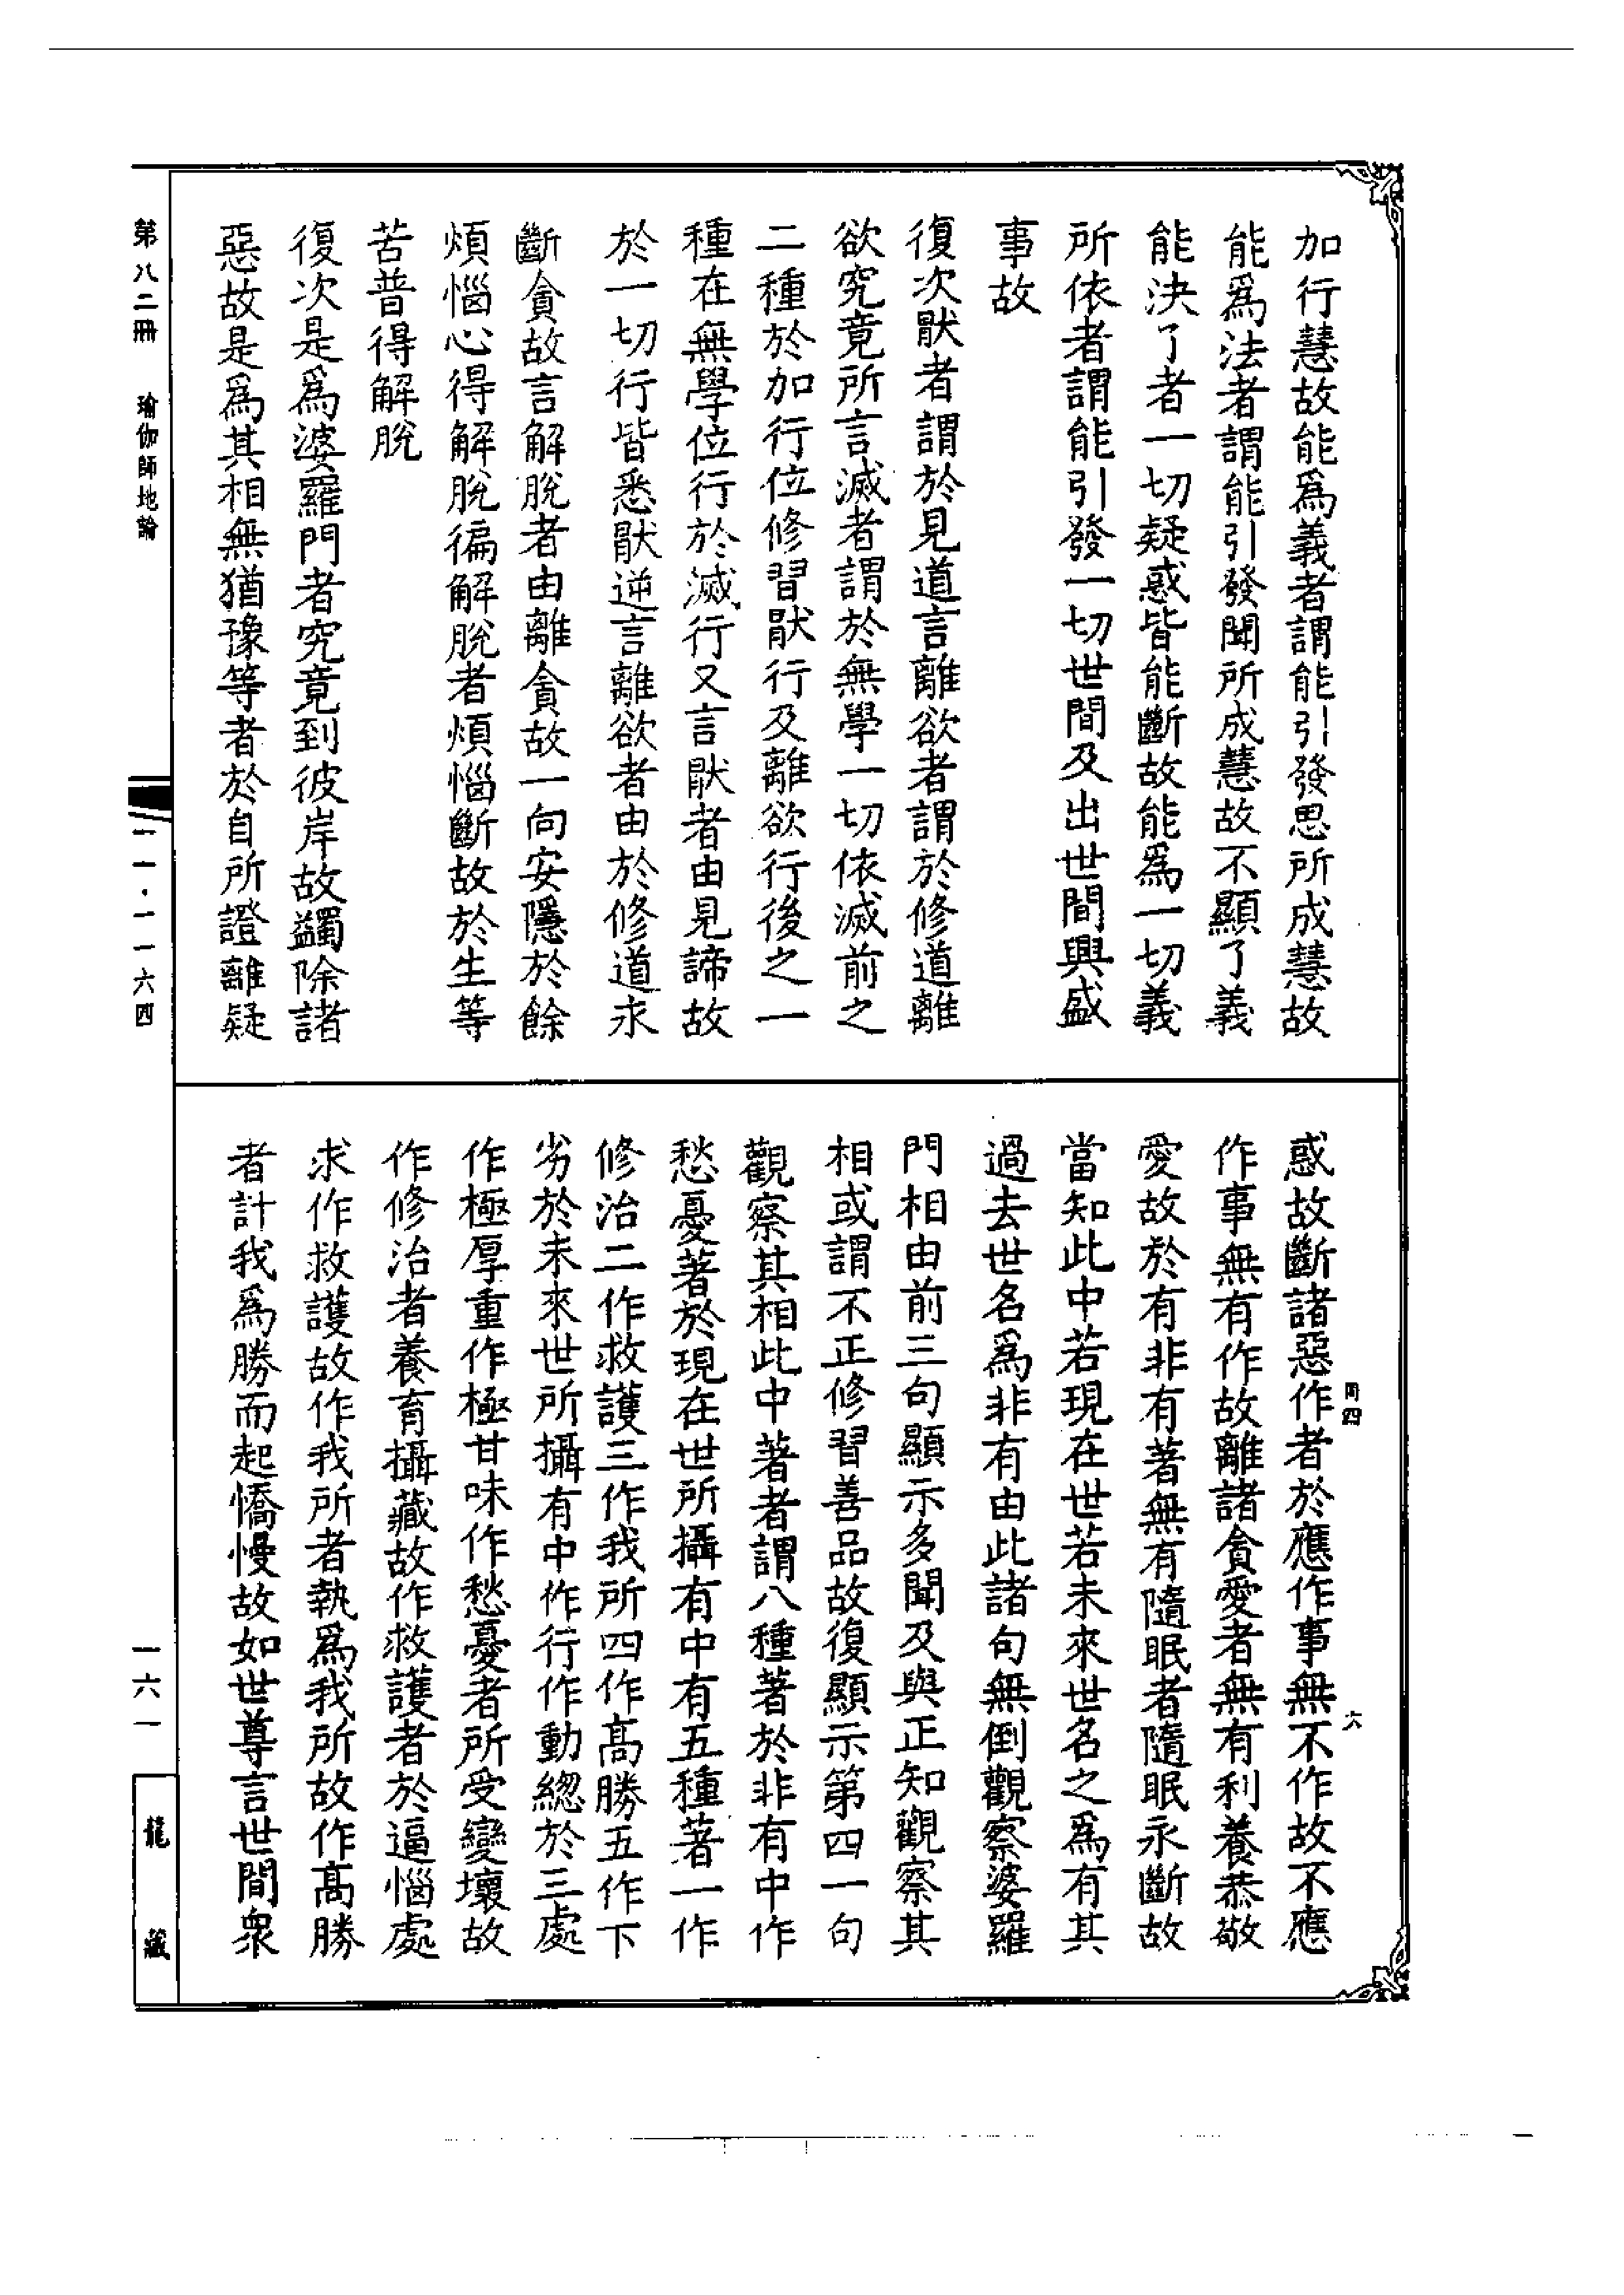 加行慧故能爲義者謂能引發思所成慧故
能爲法者謂能引發聞所成慧故不顯了義
能決了者一切疑惑皆能斷故能爲一切義
所依者謂能引發一切世間及出世間興盛
事故
復次猒者謂於見道言離欲者謂於修道離
欲究竟所言滅者謂於無學一切依滅前之
二種於加行位修習猒行及離欲行後之一
種在無學位行於滅行又言猒者由見諦故
於一切行皆悉猒逆言離欲者由於修道永
斷貪故言解脫者由離貪故一向安隱於餘
煩惱心得解脫徧解脫者煩惱斷故於生等
苦普得解脫
復次是爲婆羅門者究竟到彼岸故蠲除諸
惡故是爲其相無猶豫等者於自所證離疑
惑故斷諸惡作者於應作事無不作故不應
作事無有作故離諸貪愛者無有利養恭敬
愛故於有非有著無有隨眠者隨眠永斷故
當知此中若現在世若未來世名之爲有其
過去世名爲非有由此諸句無倒觀察婆羅
門相由前三句顯示多聞及與正知觀察其
相或謂不正修習善品故復顯示第四一句
觀察其相此中著者謂八種著於非有中作
愁憂著於現在世所攝有中有五種著一作
修治二作救護三作我所四作高勝五作下
劣於未來世所攝有中作行作動總於三處
作極厚重作極甘味作愁憂者所受變壞故
作修治者養育攝藏故作救護者於逼惱處
求作救護故作我所者執爲我所故作高勝
者計我爲勝而起憍慢故如世尊言世間衆
周四
六
第八二冊
瑜伽師地論
一一·一一六四
一六一
龍藏